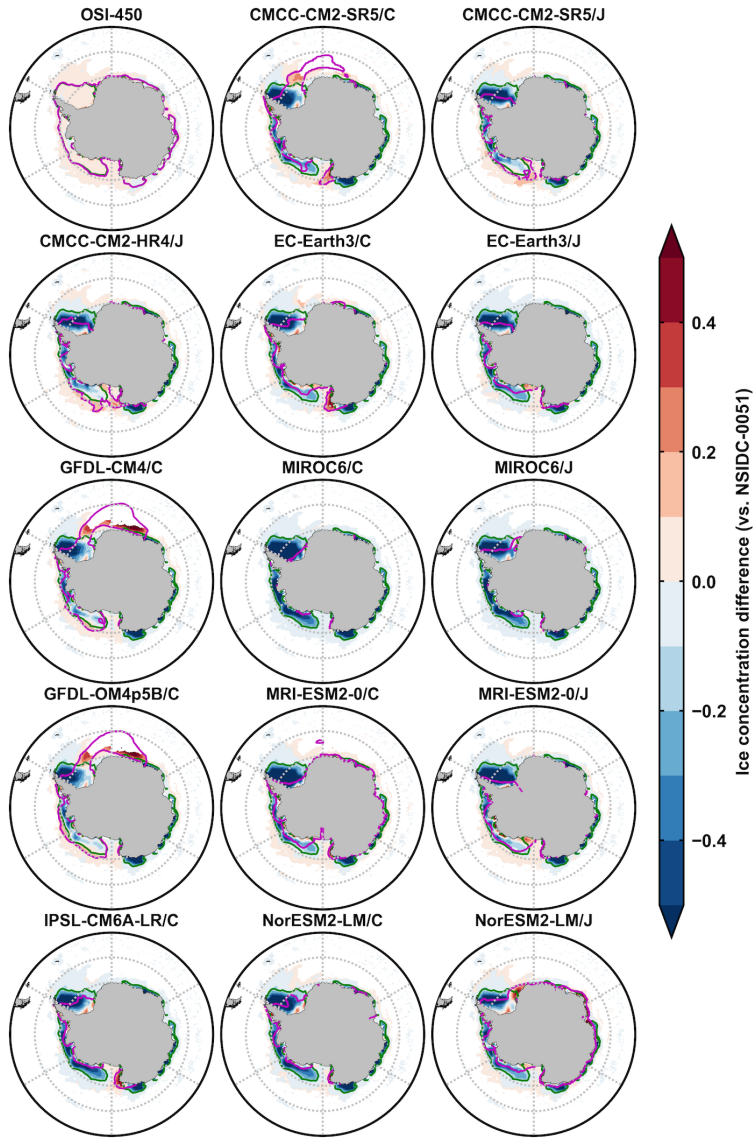 OSI-450
CMCC-CM2-SR5/C
CMCC-CM2-SR5/J
CMCC-CM2-HR4/J
EC-Earth3/C
EC-Earth3/J
GFDL-CM4/C
MIROC6/C
MIROC6/J
GFDL-OM4p5B/C
MRI-ESM2-0/C
MRI-ESM2-0/J
IPSL-CM6A-LR/C
NorESM2-LM/C
NorESM2-LM/J
0.4
0.2
0.0
−0.2
−0.4
Ice concentration difference (vs. NSIDC-0051)